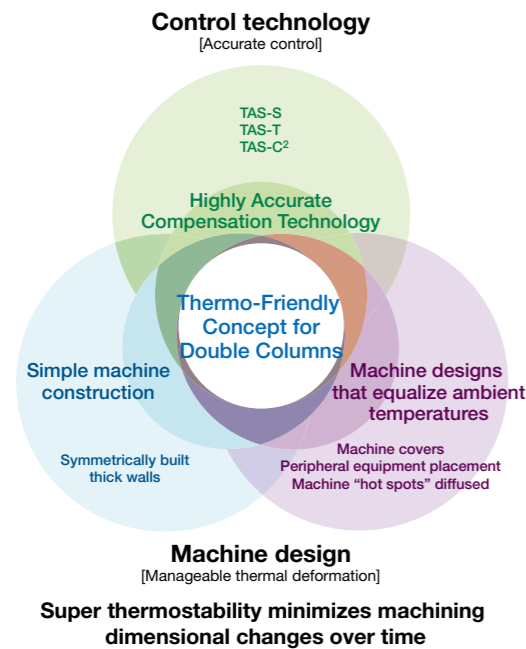 Control technology
[Accurate control]
TAS-S
TAS-T
TAS-C²
Highly Accurate
Compensation Technology
Thermo-Friendly
Concept for
Double Columns
Simple machine
construction
Symmetrically built
thick walls
Machine designs
that equalize ambient
temperatures
Machine covers
Peripheral equipment placement
Machine “hot spots” diffused
Machine design
[Manageable thermal deformation]
Super thermostability minimizes machining
dimensional changes over time